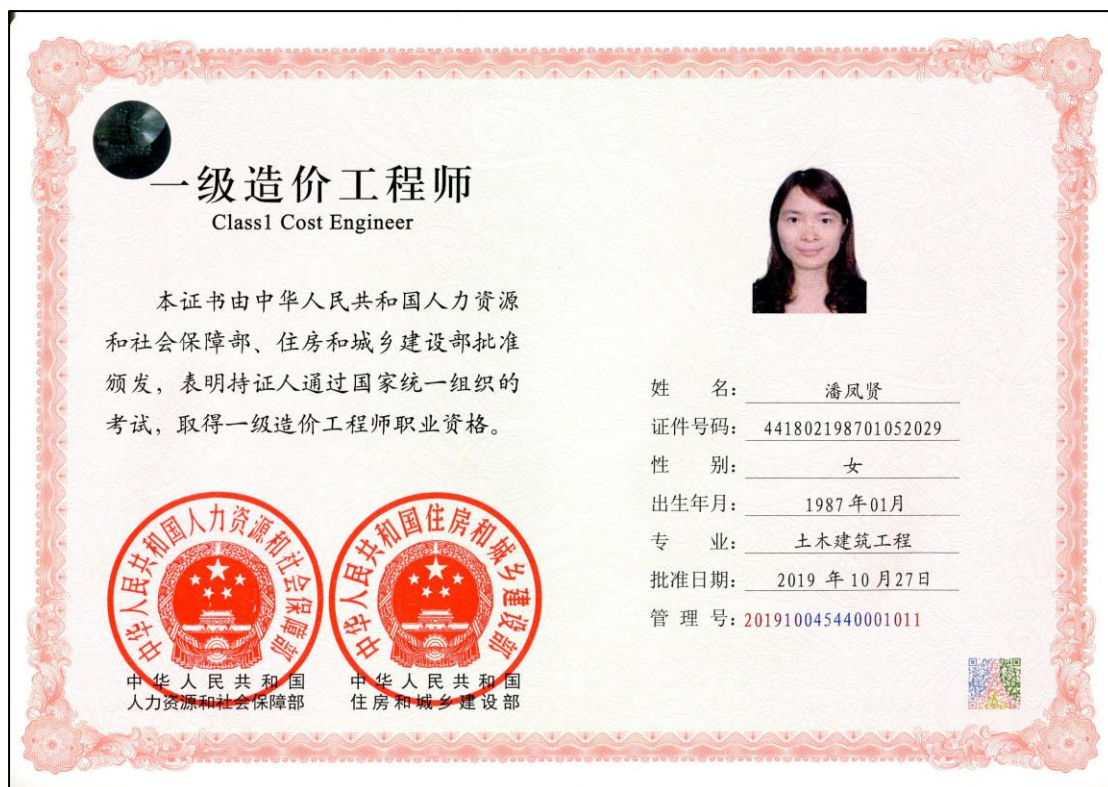 一级造价工程师
Class1 Cost Engineer
本证书由中华人民共和国人力资源
和社会保障部、住房和城乡建设部批准
颁发，表明持证人通过国家统一组织的
考试，取得一级造价工程师职业资格。
中华人民共和国人力资源和社会保障部
中华人民共和国住房和城乡建设部
中华人民共和国
人力资源和社会保障部
中华人民共和国
住房和城乡建设部
姓 名：潘凤贤
证件号码：441802198701052029
性 别：女
出生年月：1987年01月
专 业：土木建筑工程
批准日期：2019 年 10 月27日
管 理 号：201910045440001011